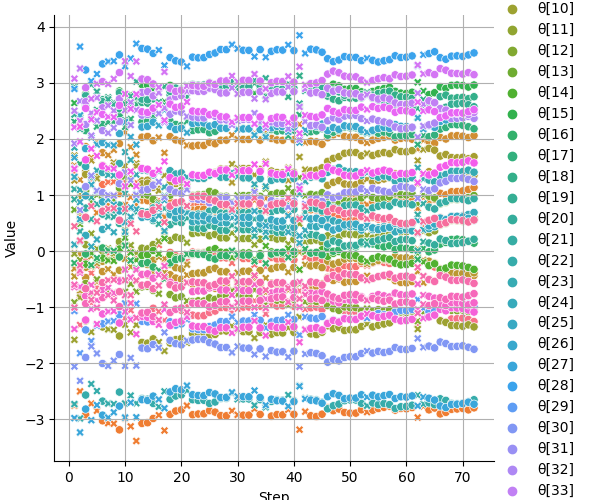 4
3
2
1
0
−1
−2
−3
Value
0
10
20
30
40
50
60
70
Step
θ[10]
θ[11]
θ[12]
θ[13]
θ[14]
θ[15]
θ[16]
θ[17]
θ[18]
θ[19]
θ[20]
θ[21]
θ[22]
θ[23]
θ[24]
θ[25]
θ[26]
θ[27]
θ[28]
θ[29]
θ[30]
θ[31]
θ[32]
θ[33]